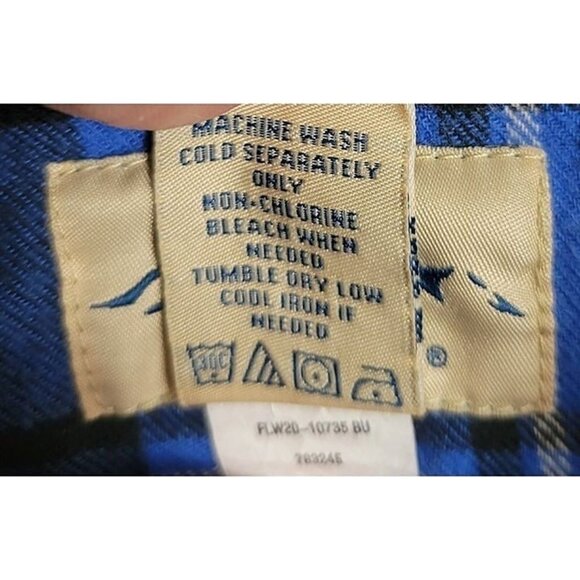 MACHINE WASH
COLD SEPARATELY
ONLY
NON-CHLORINE
BLEACH WHEN
NEEDED
TUMBLE DRY LOW
COOL IRON IF
NEEDED
30C
®
FLW20-10735 BU
763245